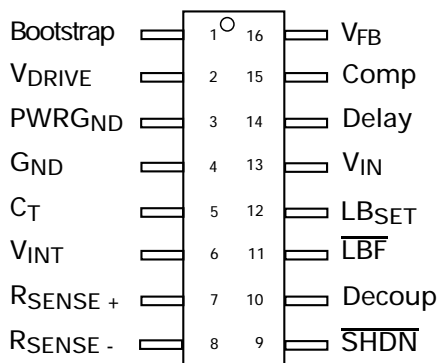 Bootstrap 1 16 VFB
VDRIVE 2 15 Comp
PWRGND 3 14 Delay
GND 4 13 VIN
CT 5 12 LBSET
VINT 6 11 LBF
RSENSE + 7 10 Decoup
RSENSE - 8 9 SHDN